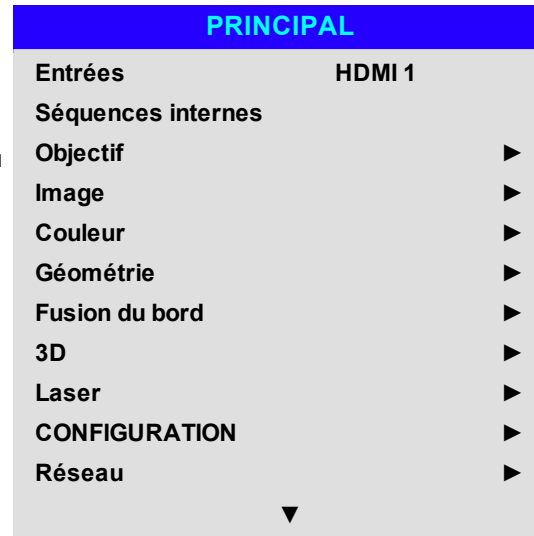 PRINCIPAL
Entrées HDMI 1
Séquences internes
Objectif ►
Image ►
Couleur ►
Géométrie ►
Fusion du bord ►
3D ►
Laser ►
CONFIGURATION ►
Réseau ►
▼